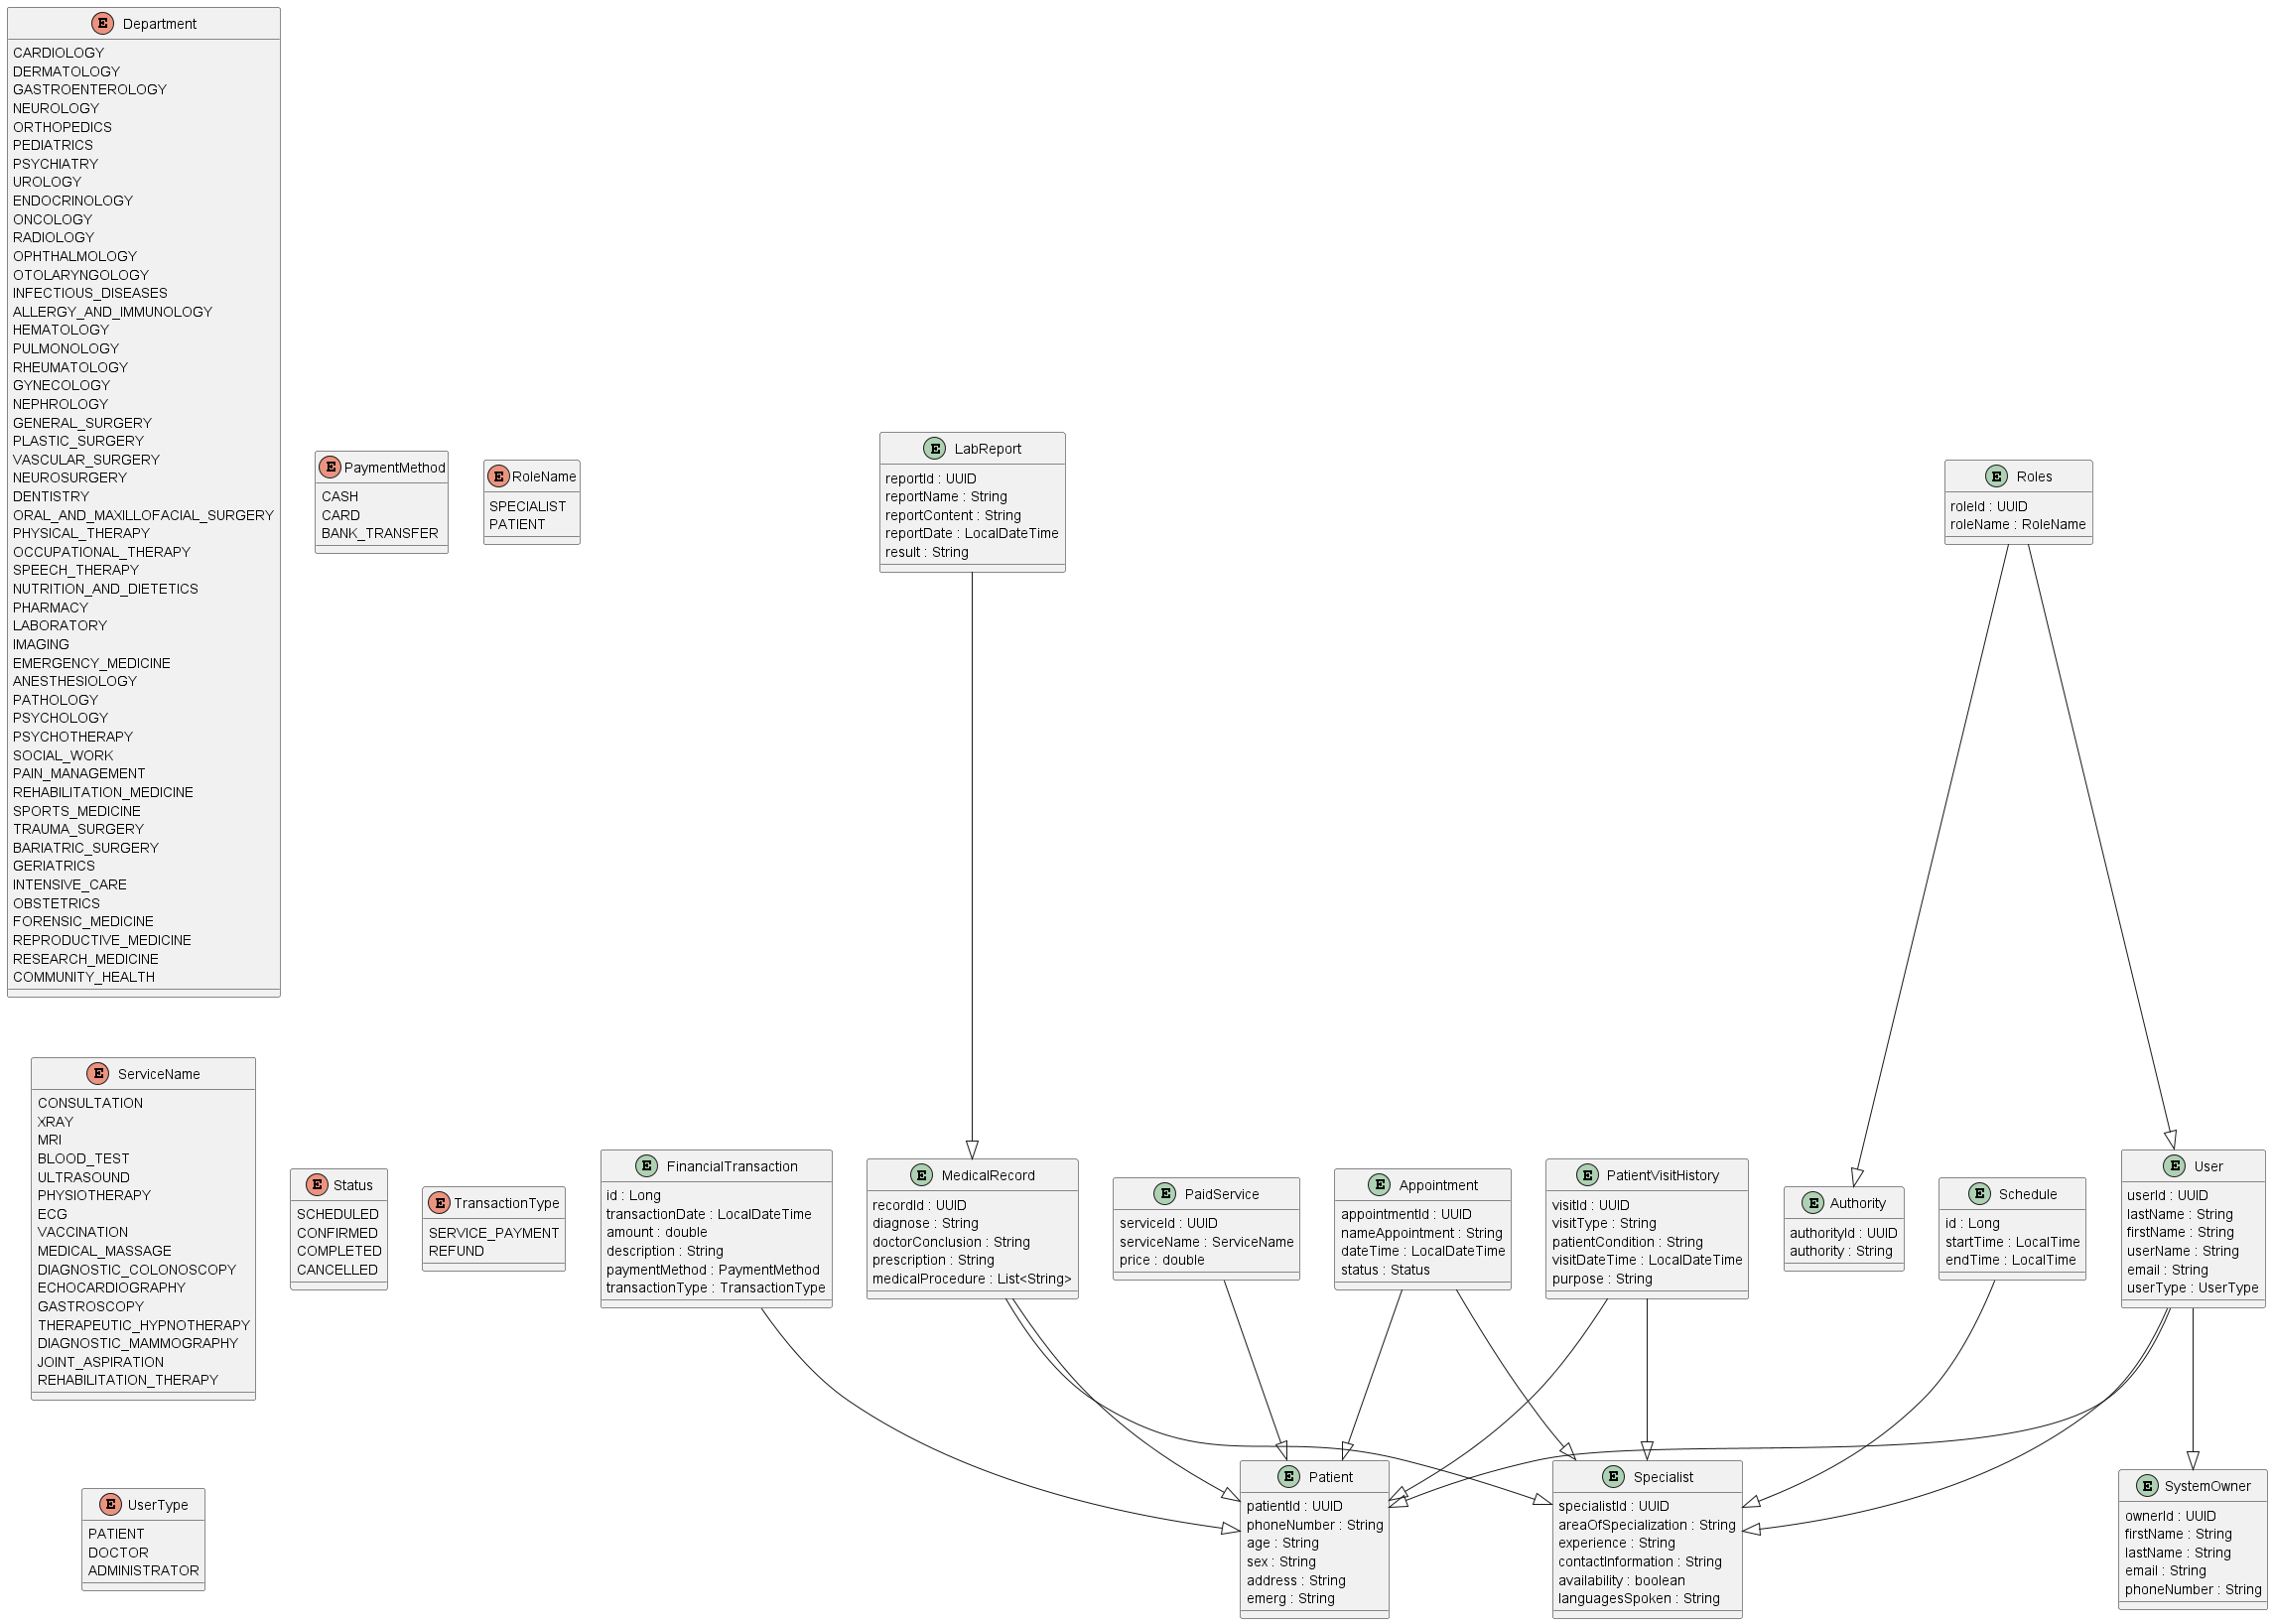 E Department
CARDIOLOGY
DERMATOLOGY
GASTROENTEROLOGY
NEUROLOGY
ORTHOPEDICS
PEDIATRICS
PSYCHIATRY
UROLOGY
ENDOCRINOLOGY
ONCOLOGY
RADIOLOGY
OPHTHALMOLOGY
OTOLARYNGOLOGY
INFECTIOUS_DISEASES
ALLERGY_AND_IMMUNOLOGY
HEMATOLOGY
PULMONOLOGY
RHEUMATOLOGY
GYNECOLOGY
NEPHROLOGY
GENERAL_SURGERY
PLASTIC_SURGERY
VASCULAR_SURGERY
NEUROSURGERY
DENTISTRY
ORAL_AND_MAXILLOFACIAL_SURGERY
PHYSICAL_THERAPY
OCCUPATIONAL_THERAPY
SPEECH_THERAPY
NUTRITION_AND_DIETETICS
PHARMACY
LABORATORY
IMAGING
EMERGENCY_MEDICINE
ANESTHESIOLOGY
PATHOLOGY
PSYCHOLOGY
PSYCHOTHERAPY
SOCIAL_WORK
PAIN_MANAGEMENT
REHABILITATION_MEDICINE
SPORTS_MEDICINE
TRAUMA_SURGERY
BARIATRIC_SURGERY
GERIATRICS
INTENSIVE_CARE
OBSTETRICS
FORENSIC_MEDICINE
REPRODUCTIVE_MEDICINE
RESEARCH_MEDICINE
COMMUNITY_HEALTH
E PaymentMethod
CASH
CARD
BANK_TRANSFER
E RoleName
SPECIALIST
PATIENT
E LabReport
reportId : UUID
reportName : String
reportContent : String
reportDate : LocalDateTime
result : String
E Roles
roleId : UUID
roleName : RoleName
E ServiceName
CONSULTATION
XRAY
MRI
BLOOD_TEST
ULTRASOUND
PHYSIOTHERAPY
ECG
VACCINATION
MEDICAL_MASSAGE
DIAGNOSTIC_COLONOSCOPY
ECHOCARDIOGRAPHY
GASTROSCOPY
THERAPEUTIC_HYPNOTHERAPY
DIAGNOSTIC_MAMMOGRAPHY
JOINT_ASPIRATION
REHABILITATION_THERAPY
E Status
SCHEDULED
CONFIRMED
COMPLETED
CANCELLED
E TransactionType
SERVICE_PAYMENT
REFUND
E FinancialTransaction
id : Long
transactionDate : LocalDateTime
amount : double
description : String
paymentMethod : PaymentMethod
transactionType : TransactionType
E MedicalRecord
recordId : UUID
diagnose : String
doctorConclusion : String
prescription : String
medicalProcedure : List<String>
E PaidService
serviceId : UUID
serviceName : ServiceName
price : double
E Appointment
appointmentId : UUID
nameAppointment : String
dateTime : LocalDateTime
status : Status
E PatientVisitHistory
visitId : UUID
visitType : String
patientCondition : String
visitDateTime : LocalDateTime
purpose : String
E Authority
authorityId : UUID
authority : String
E Schedule
id : Long
startTime : LocalTime
endTime : LocalTime
E User
userId : UUID
lastName : String
firstName : String
userName : String
email : String
userType : UserType
E UserType
PATIENT
DOCTOR
ADMINISTRATOR
E Patient
patientId : UUID
phoneNumber : String
age : String
sex : String
address : String
emerg : String
E Specialist
specialistId : UUID
areaOfSpecialization : String
experience : String
contactInformation : String
availability : boolean
languagesSpoken : String
E SystemOwner
ownerId : UUID
firstName : String
lastName : String
email : String
phoneNumber : String